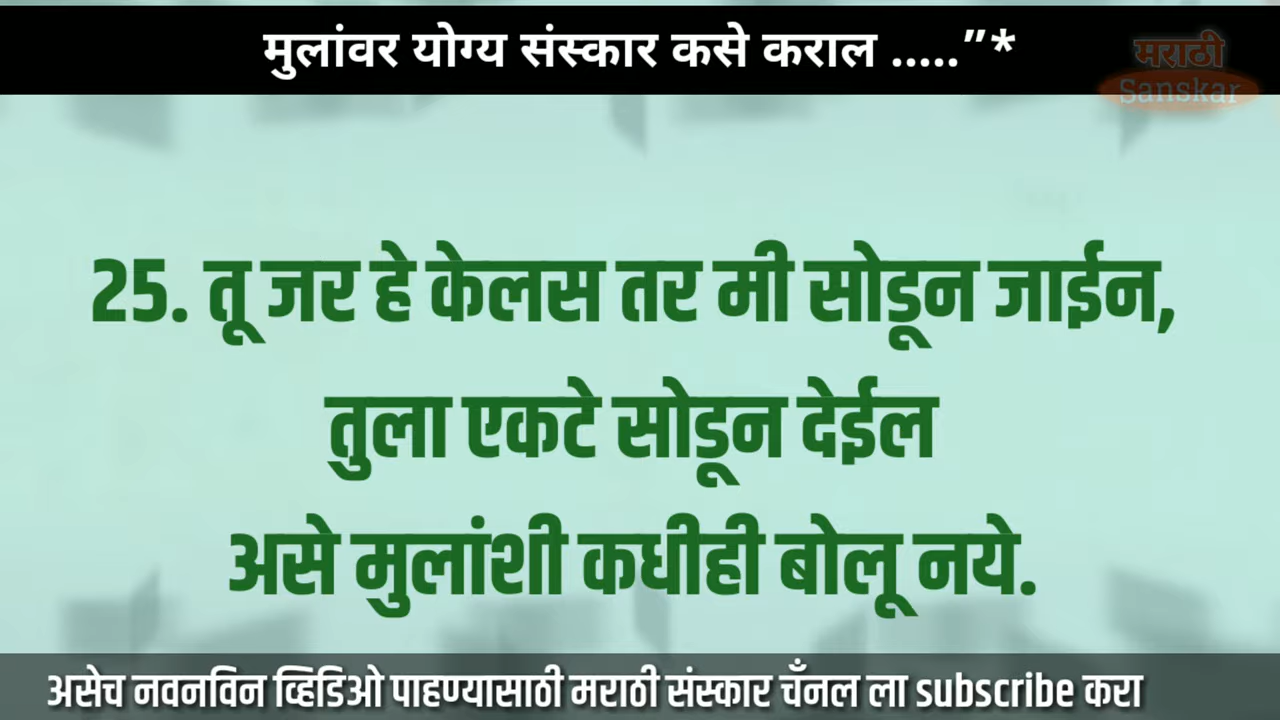 मुलांवर योग्य संस्कार कसे कराल ....."*
मराठी
Sanskar
25. तू जर हे केलस तर मी सोडून जाईन,
तुला एकटे सोडून देईल
असे मुलांशी कधीही बोलू नये.
असेच नवनविन व्हिडिओ पाहण्यासाठी मराठी संस्कार चॅंनल ला subscribe करा